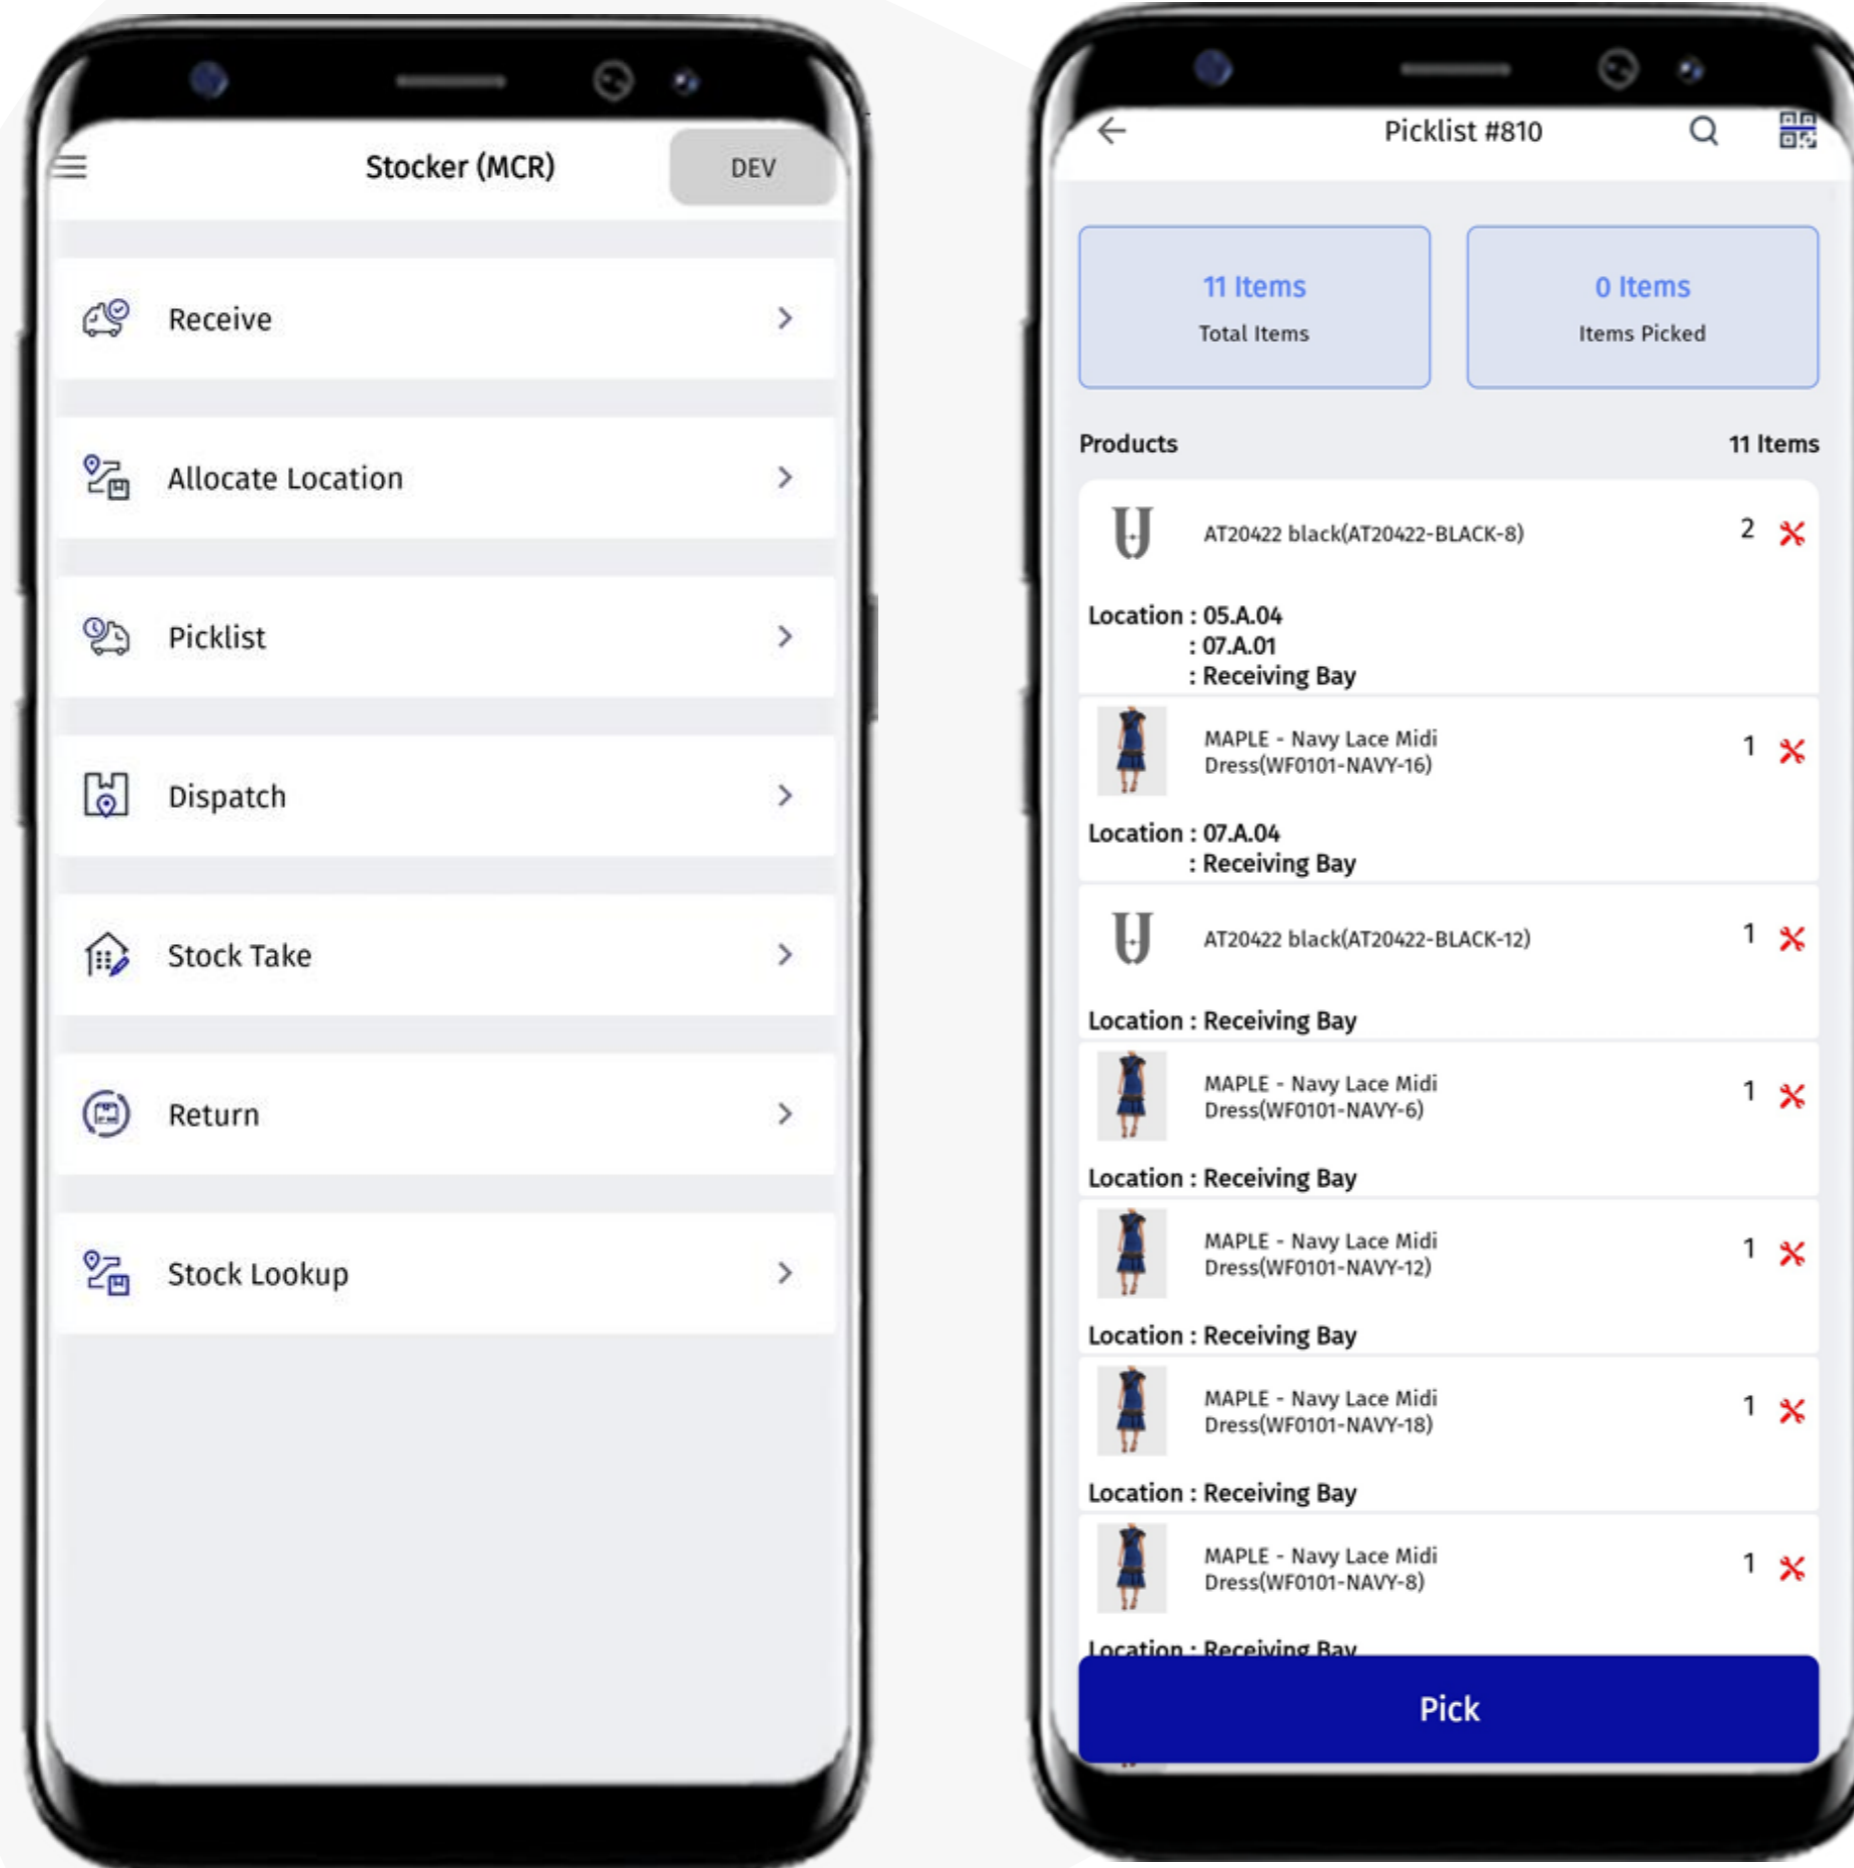 Stocker (MCR)
DEV
Receive
Allocate Location
Picklist
Dispatch
Stock Take
Return
Stock Lookup
Picklist #810
11 Items
Total Items
0 Items
Items Picked
Products
11 Items
AT20422 black(AT20422-BLACK-8)
2
Location : 05.A.04
: 07.A.01
: Receiving Bay
MAPLE - Navy Lace Midi
Dress(WF0101-NAVY-16)
1
Location : 07.A.04
: Receiving Bay
AT20422 black(AT20422-BLACK-12)
1
Location : Receiving Bay
MAPLE - Navy Lace Midi
Dress(WF0101-NAVY-6)
1
Location : Receiving Bay
MAPLE - Navy Lace Midi
Dress(WF0101-NAVY-12)
1
Location : Receiving Bay
MAPLE - Navy Lace Midi
Dress(WF0101-NAVY-18)
1
Location : Receiving Bay
MAPLE - Navy Lace Midi
Dress(WF0101-NAVY-8)
1
Location : Receiving Bay
Pick